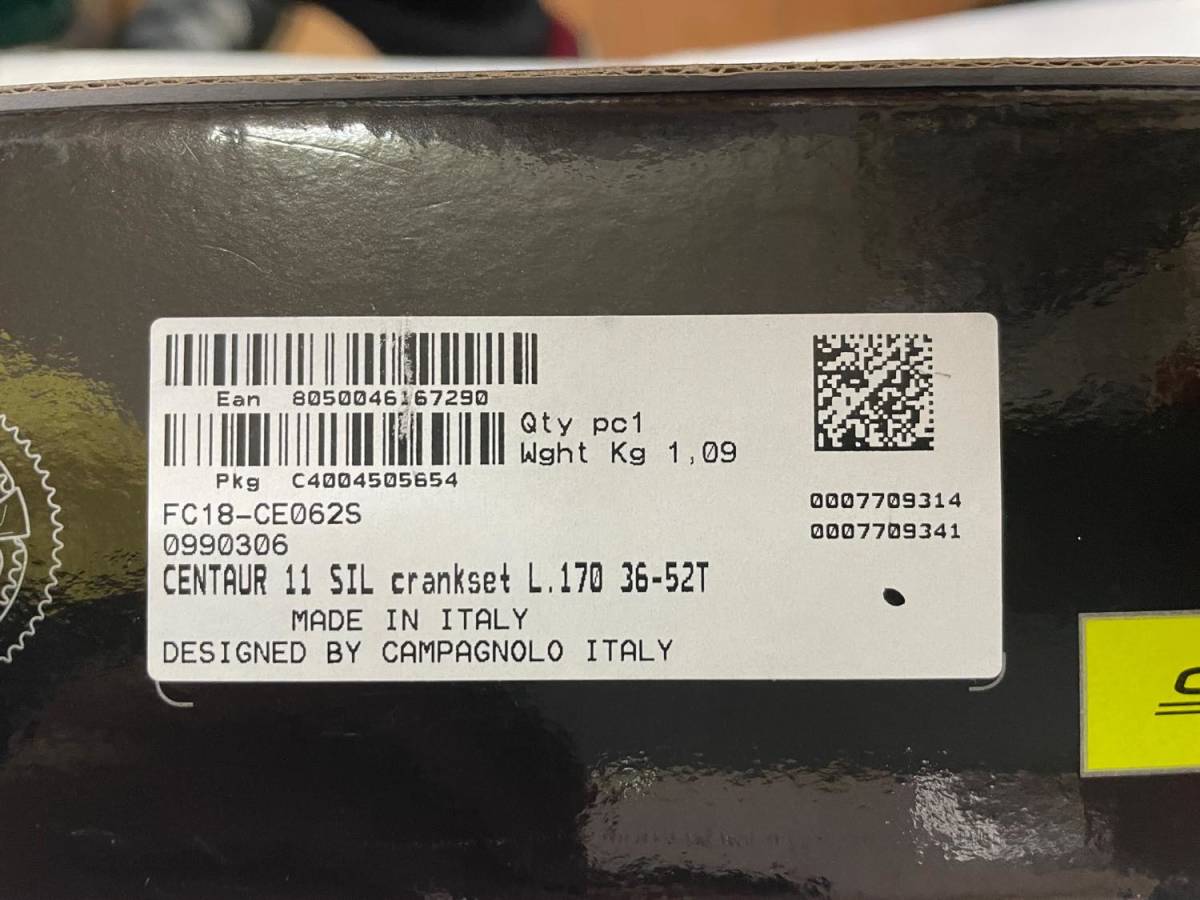 Ean 8050046167290
Qty pc1
Wght Kg 1,09
Pkg C4004505654
FC18-CE062S
0007709314
0990306
0007709341
CENTAUR 11 SIL crankset L.170 36-52T
MADE IN ITALY
DESIGNED BY CAMPAGNOLO ITALY